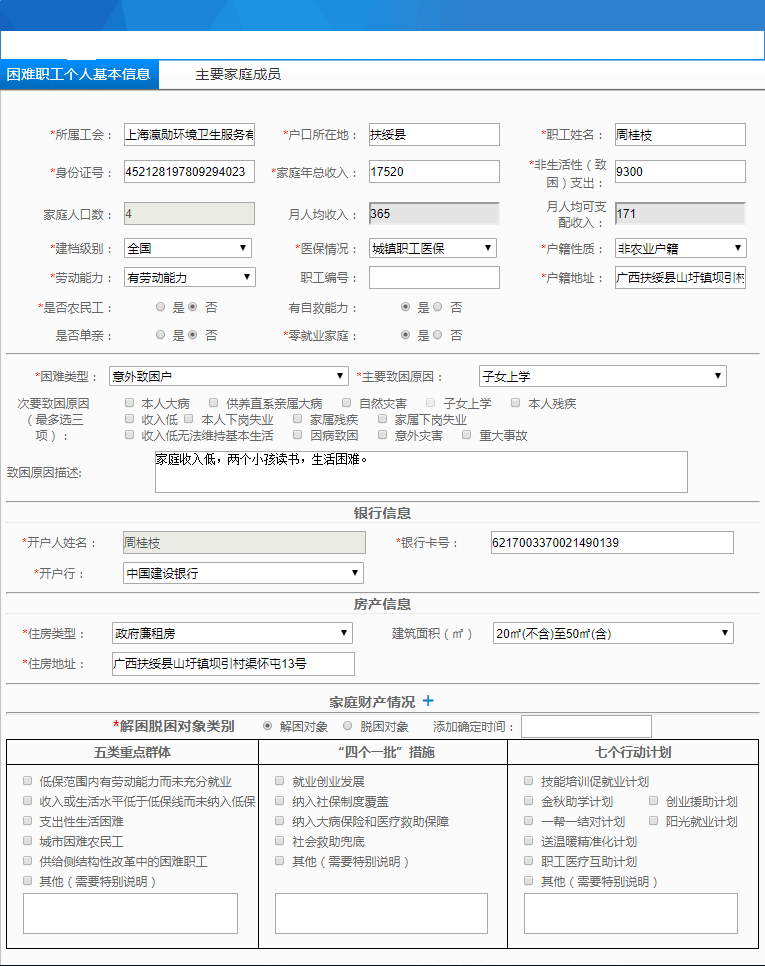 困难职工个人基本信息 主要家庭成员
*所属工会： 上海瀛勋环境卫生服务有 *户口所在地： 扶绥县 *职工姓名： 周桂枝
*身份证号： 452128197809294023 *家庭年总收入： 17520 *非生活性（致困）支出： 9300
家庭人口数： 4 月人均收入： 365 月人均可支配收入： 171
*建档级别： 全国 *医保情况： 城镇职工医保 *户籍性质： 非农业户籍
*劳动能力： 有劳动能力 职工编号： *户籍地址： 广西扶绥县山圩镇坝引村
*是否农民工： 是 否 有自救能力： 是 否
是否单亲： 是 否 *零就业家庭： 是 否
*困难类型： 意外致困户 *主要致困原因： 子女上学
次要致困原因（最多选三项）： 本人大病 供养直系亲属大病 自然灾害 子女上学 本人残疾
收入低 本人下岗失业 家属残疾 家属下岗失业
收入低无法维持基本生活 因病致困 意外灾害 重大事故
致困原因描述: 家庭收入低，两个小孩读书，生活困难。
银行信息
*开户人姓名： 周桂枝 *银行卡号： 6217003370021490139
*开户行： 中国建设银行
房产信息
*住房类型： 政府廉租房 建筑面积（㎡） 20㎡(不含)至50㎡(含)
*住房地址： 广西扶绥县山圩镇坝引村渠怀屯13号
家庭财产情况 +
*解困脱困对象类别 解困对象 脱困对象 添加确定时间：
五类重点群体 “四个一批”措施 七个行动计划
低保范围内有劳动能力而未充分就业 就业创业发展 技能培训促就业计划
收入或生活水平低于低保线而未纳入低保 纳入社保制度覆盖 金秋助学计划 创业援助计划
支出性生活困难 纳入大病保险和医疗救助保障 一帮一结对计划 阳光就业计划
城市困难农民工 社会救助兜底 送温暖精准化计划
供给侧结构性改革中的困难职工 其他（需要特别说明） 职工医疗互助计划
其他（需要特别说明） 其他（需要特别说明）